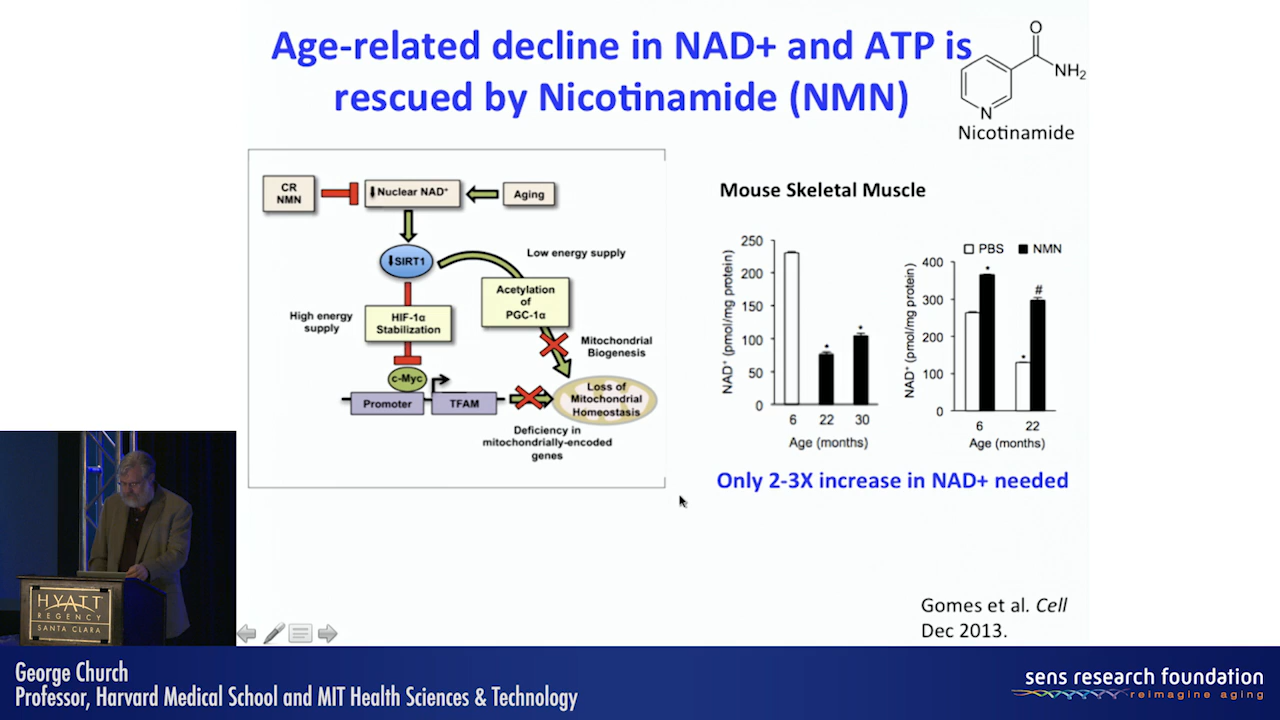 Age-related decline in NAD+ and ATP is
rescued by Nicotinamide (NMN)
O
NH2
N
Nicotinamide
CR
NMN
⬇Nuclear NAD+
Aging
⬇SIRT1
Low energy supply
High energy
supply
HIF-1α
Stabilization
Acetylation
of
PGC-1α
Mitochondrial
Biogenesis
c-Myc
Promoter
TFAM
Loss of
Mitochondrial
Homeostasis
Deficiency in
mitochondrially-encoded
genes
Mouse Skeletal Muscle
NAD+ (pmol/mg protein)
250
200
150
100
50
0
*
*
6 22 30
Age (months)
PBS NMN
NAD+ (pmol/mg protein)
400
300
200
100
0
*
*
#
6 22
Age (months)
Only 2-3X increase in NAD+ needed
Gomes et al. Cell
Dec 2013.
HYATT
REGENCY
SANTA CLARA
George Church
Professor, Harvard Medical School and MIT Health Sciences & Technology
sens research foundation
reimagine aging